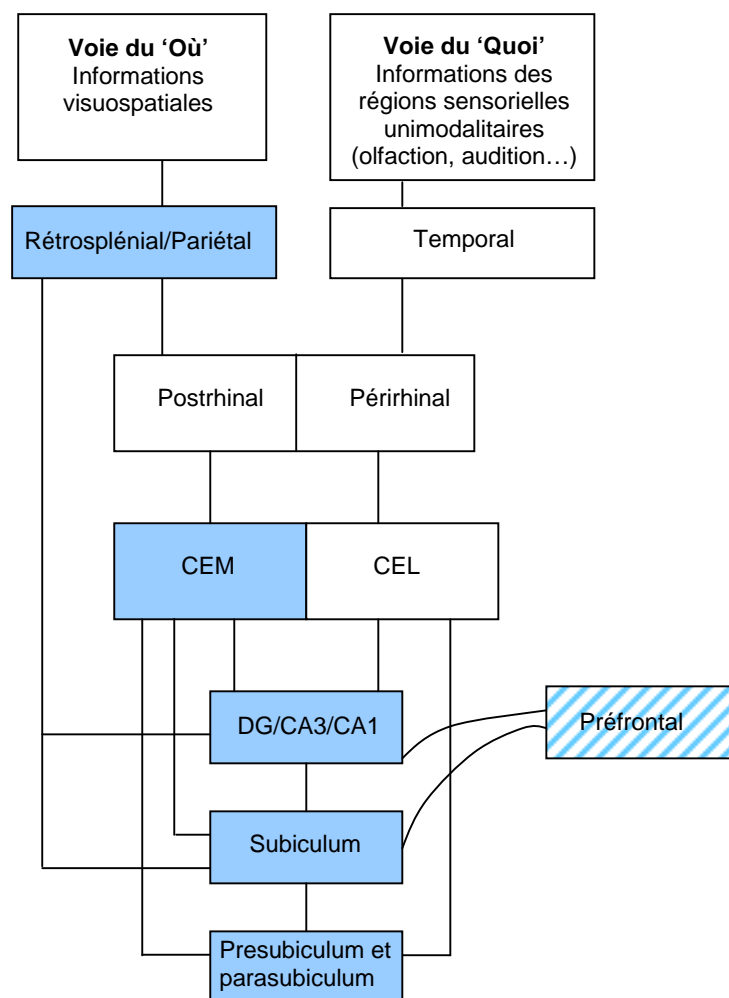 Voie du ‘Où’
Informations
visuospatiales
Voie du ‘Quoi’
Informations des
régions sensorielles
unimodalitaires
(olfaction, audition…)
Rétrosplénial/Pariétal
Temporal
Postrhinal
Périrhinal
CEM
CEL
DG/CA3/CA1
Préfrontal
Subiculum
Presubiculum et
parasubiculum